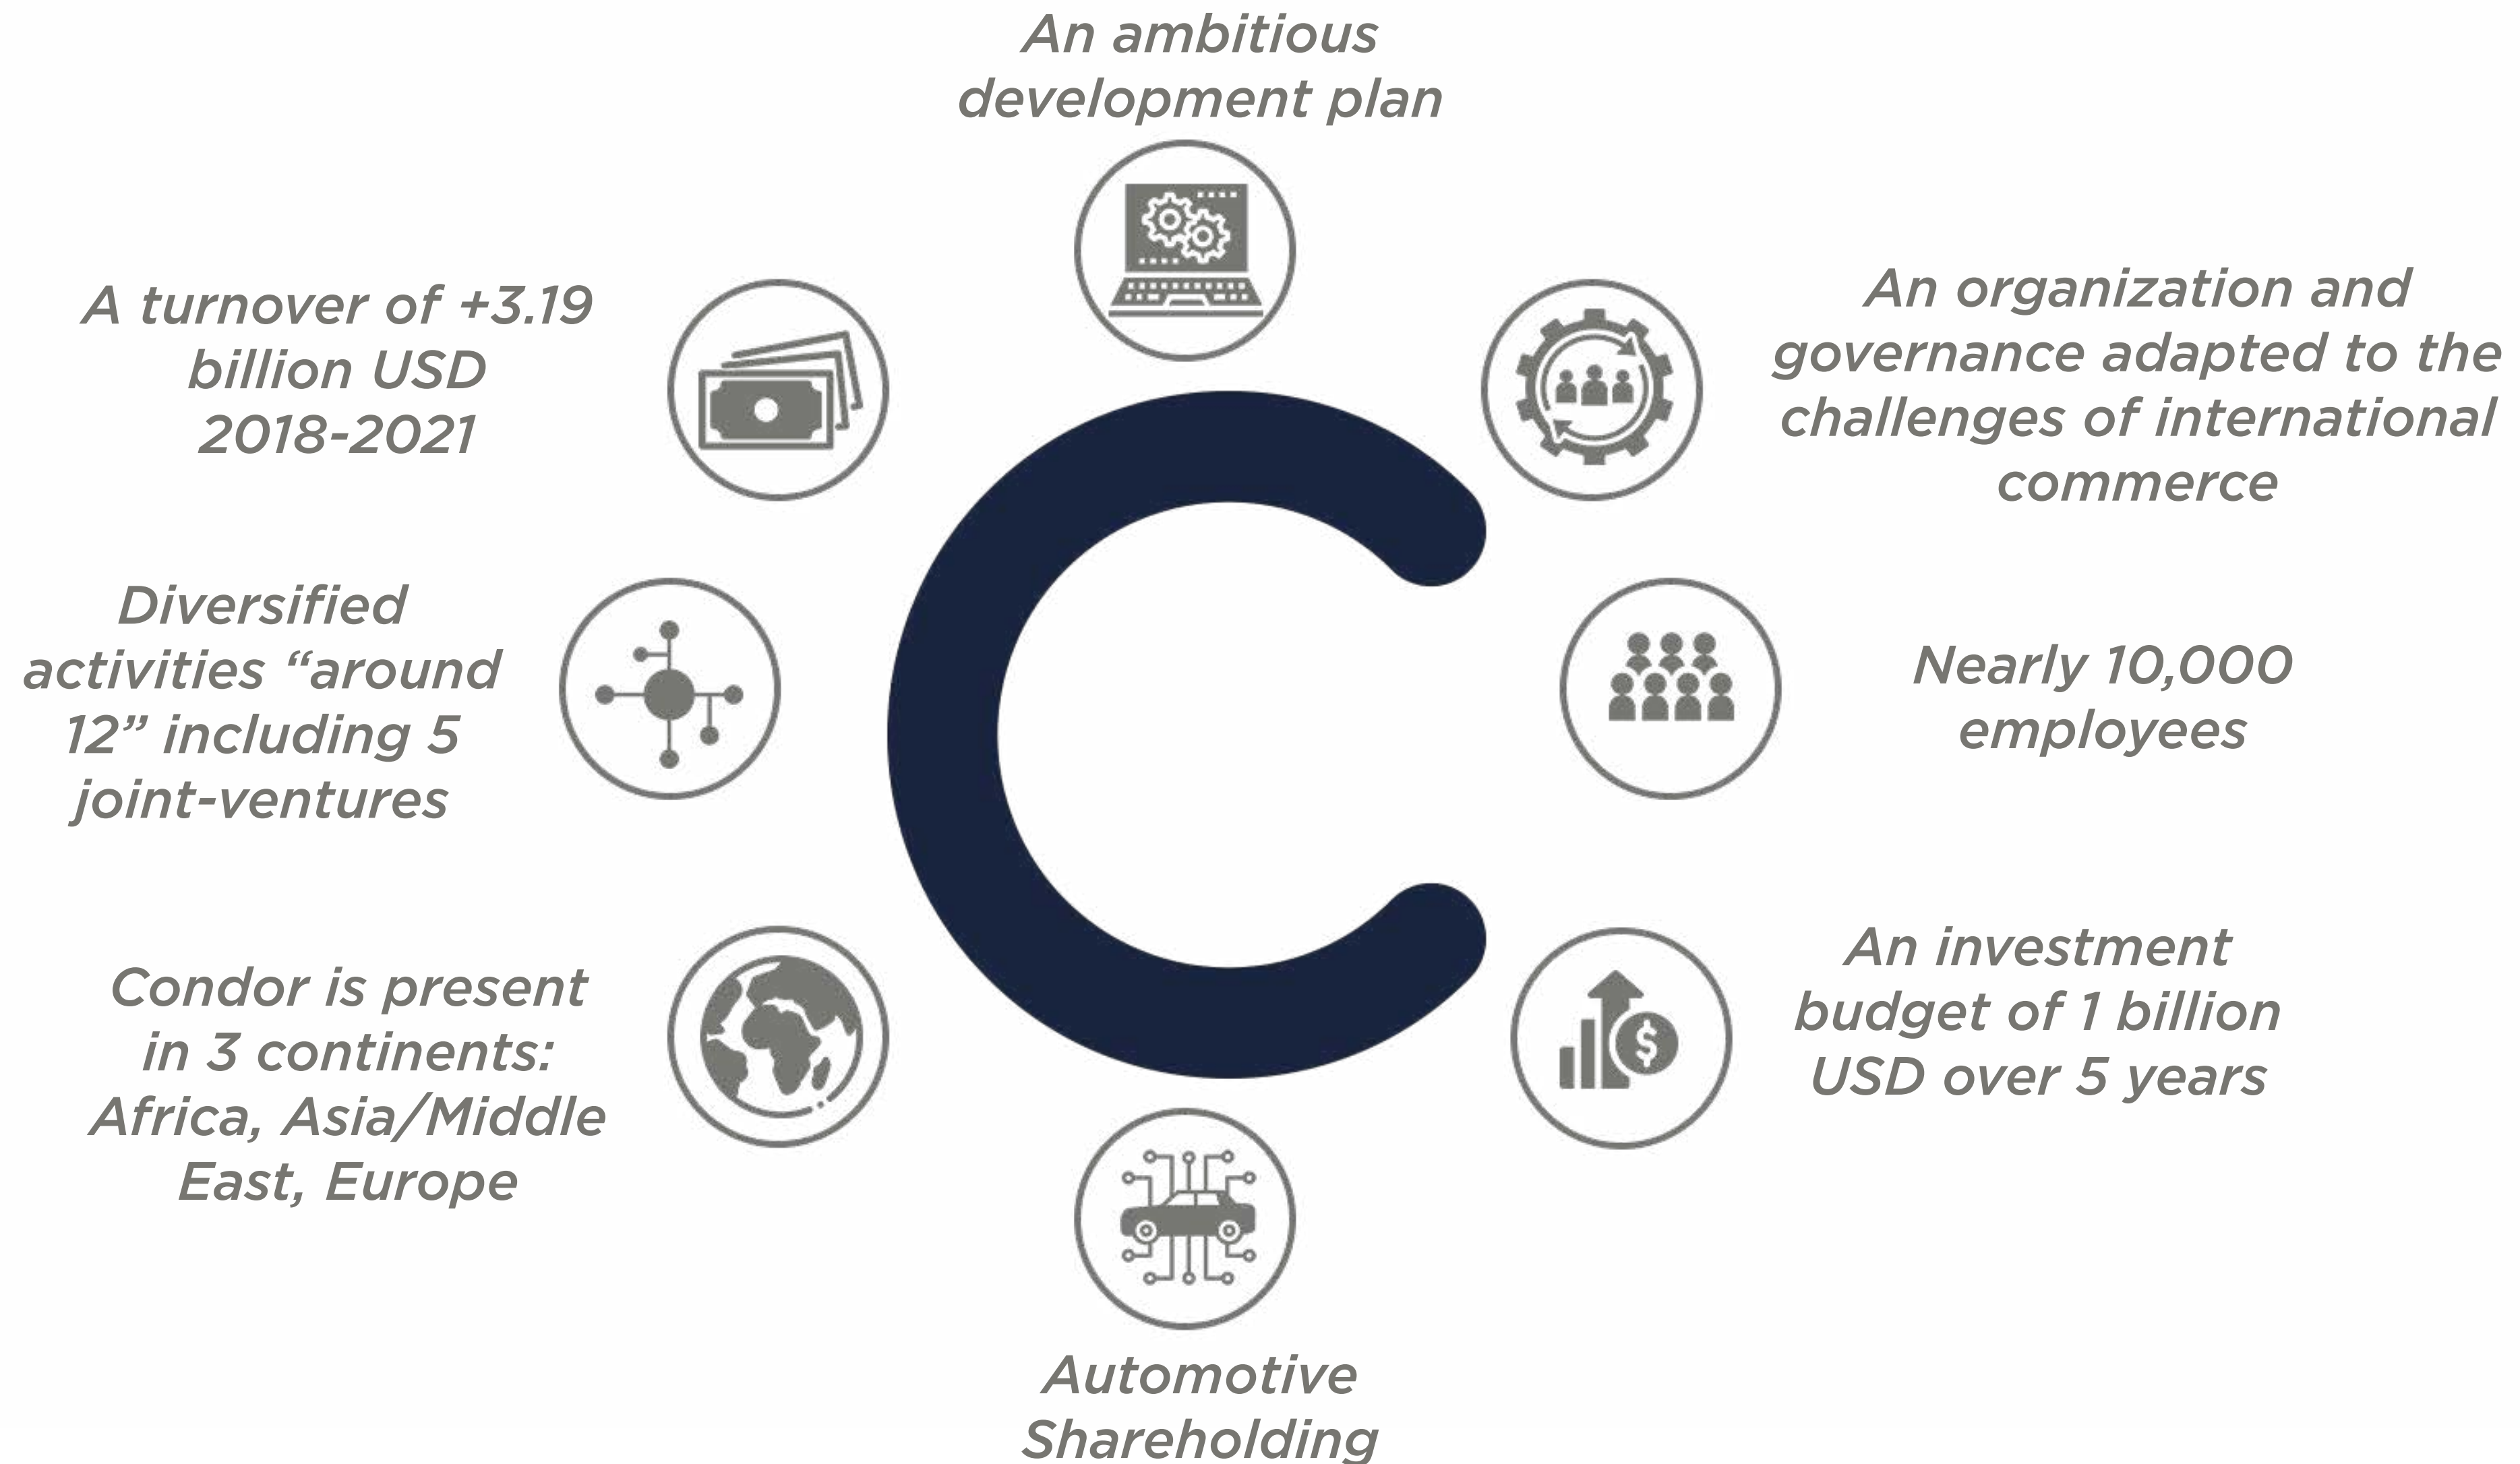 An ambitious
development plan
A turnover of +3.19
billion USD
2018-2021
An organization and
governance adapted to the
challenges of international
commerce
Diversified
activities “around
12” including 5
joint-ventures
Nearly 10,000
employees
Condor is present
in 3 continents:
Africa, Asia/Middle
East, Europe
An investment
budget of 1 billion
USD over 5 years
Automotive
Shareholding